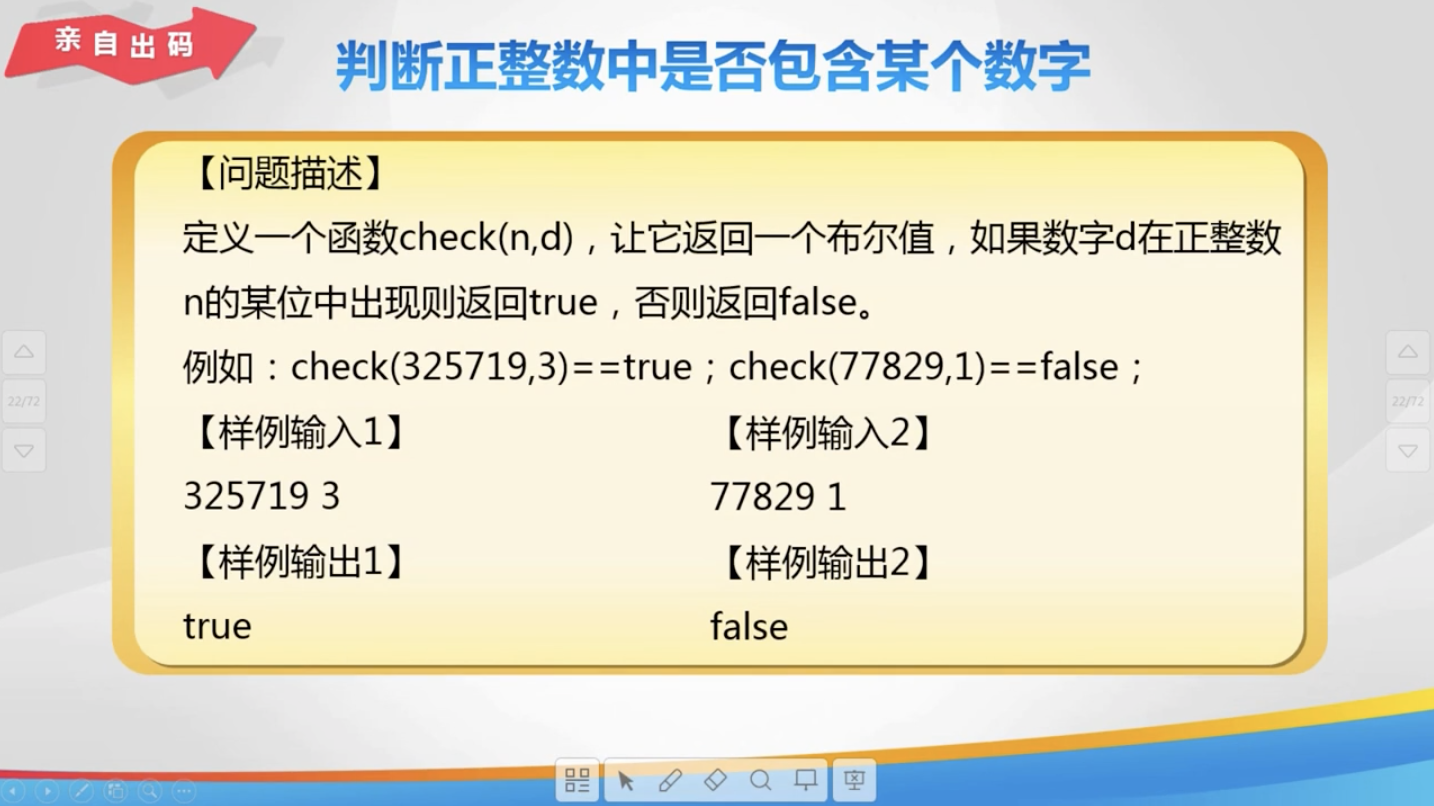 亲自出码
判断正整数中是否包含某个数字
【问题描述】
定义一个函数check(n,d)，让它返回一个布尔值，如果数字d在正整数
n的某位中出现则返回true，否则返回false。
例如：check(325719,3)==true；check(77829,1)==false；
【样例输入1】 【样例输入2】
325719 3 77829 1
【样例输出1】 【样例输出2】
true false
22/72 22/72